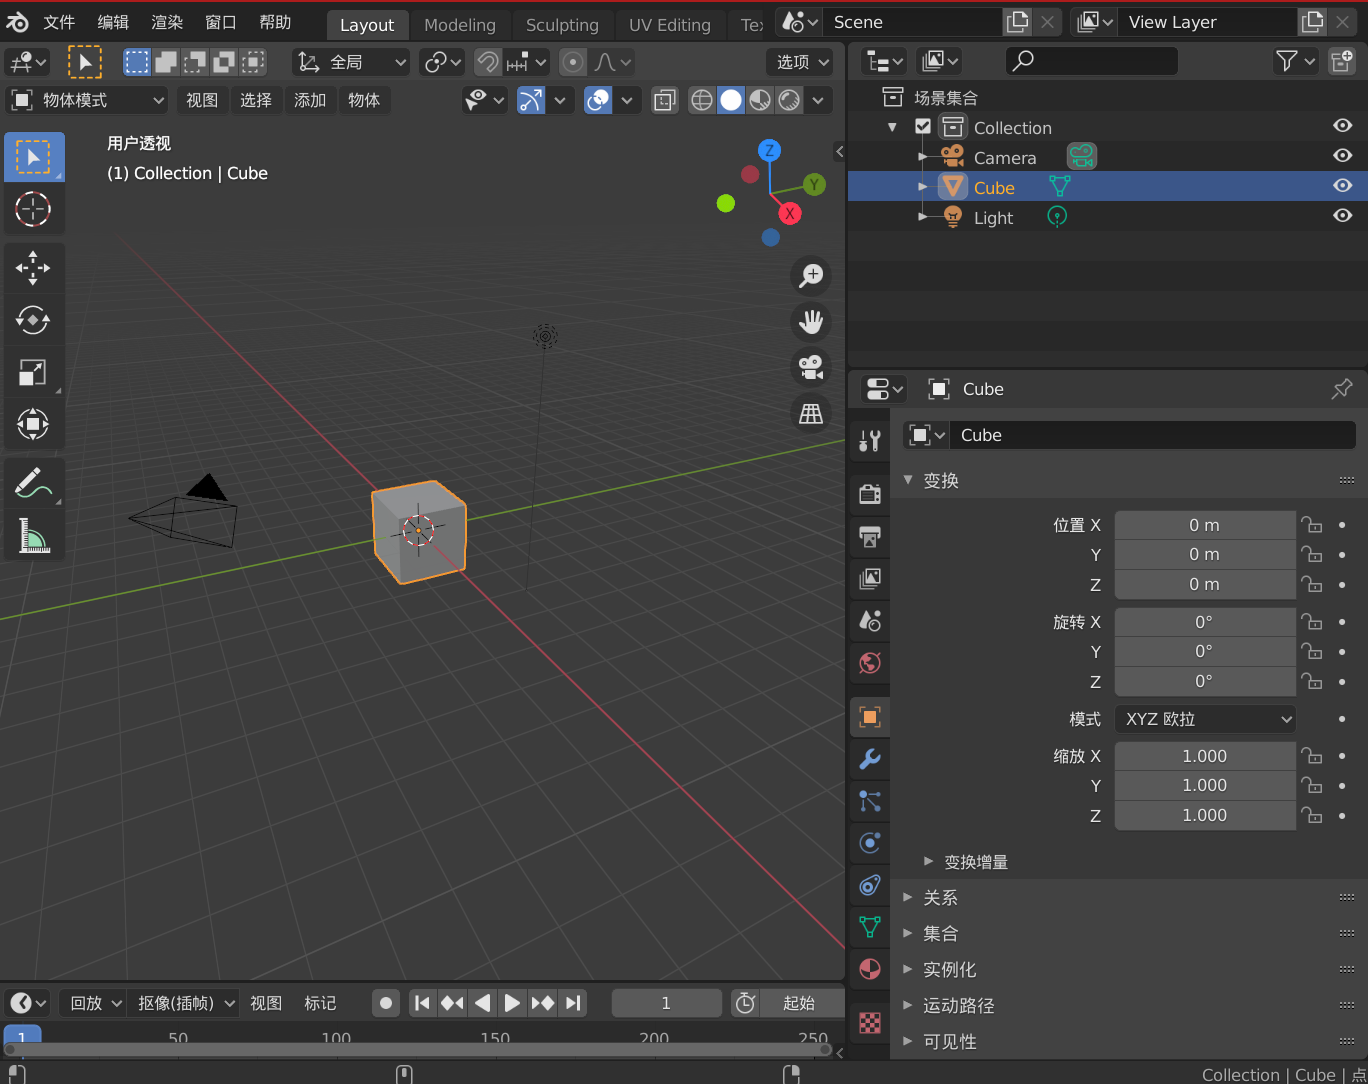 文件 编辑 渲染 窗口 帮助 Layout Modeling Sculpting UV Editing Scene View Layer
全局 选项
物体模式 视图 选择 添加 物体
用户透视
(1) Collection | Cube
Z
Y
X
场景集合
Collection
Camera
Cube
Light
Cube
Cube
变换
位置 X 0 m
Y 0 m
Z 0 m
旋转 X 0°
Y 0°
Z 0°
模式 XYZ 欧拉
缩放 X 1.000
Y 1.000
Z 1.000
变换增量
关系
集合
实例化
运动路径
可见性
回放 抠像(插帧) 视图 标记 1 起始
1 50 100 150 200 250
Collection | Cube | 点